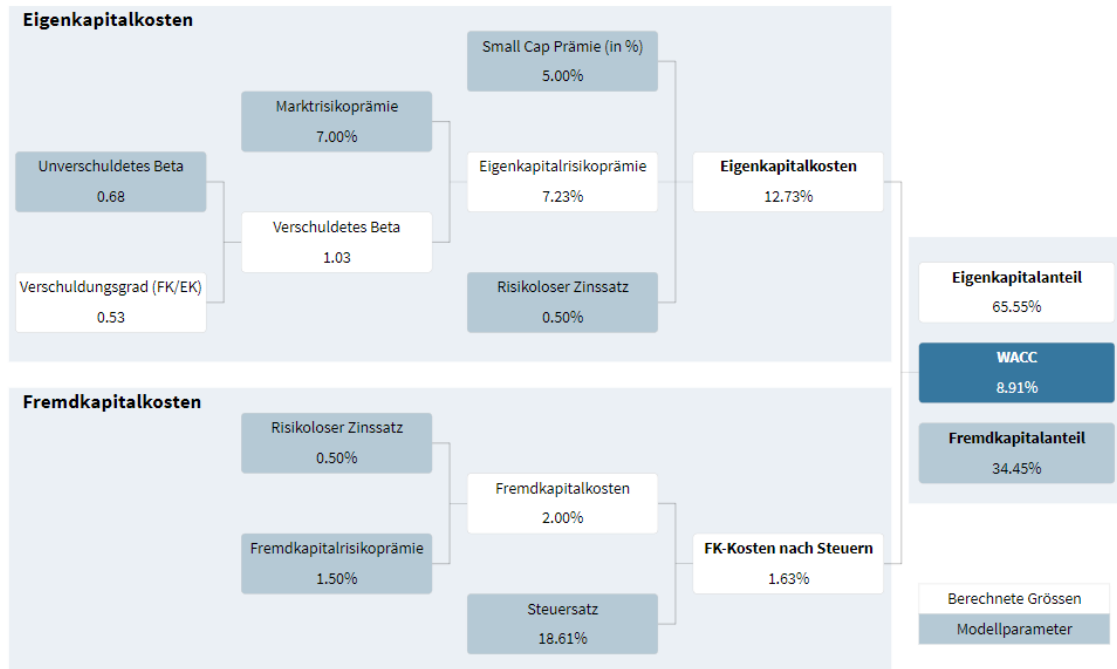 Eigenkapitalkosten
Small Cap Prämie (in %)
5.00%
Marktrisikoprämie
7.00%
Unverschuldetes Beta
0.68
Eigenkapitalrisikoprämie
7.23%
Eigenkapitalkosten
12.73%
Verschuldetes Beta
1.03
Verschuldungsgrad (FK/EK)
0.53
Risikoloser Zinssatz
0.50%
Eigenkapitalanteil
65.55%
WACC
8.91%
Fremdkapitalanteil
34.45%
Fremdkapitalkosten
Risikoloser Zinssatz
0.50%
Fremdkapitalkosten
2.00%
Fremdkapitalrisikoprämie
1.50%
FK-Kosten nach Steuern
1.63%
Steuersatz
18.61%
Berechnete Grössen
Modellparameter